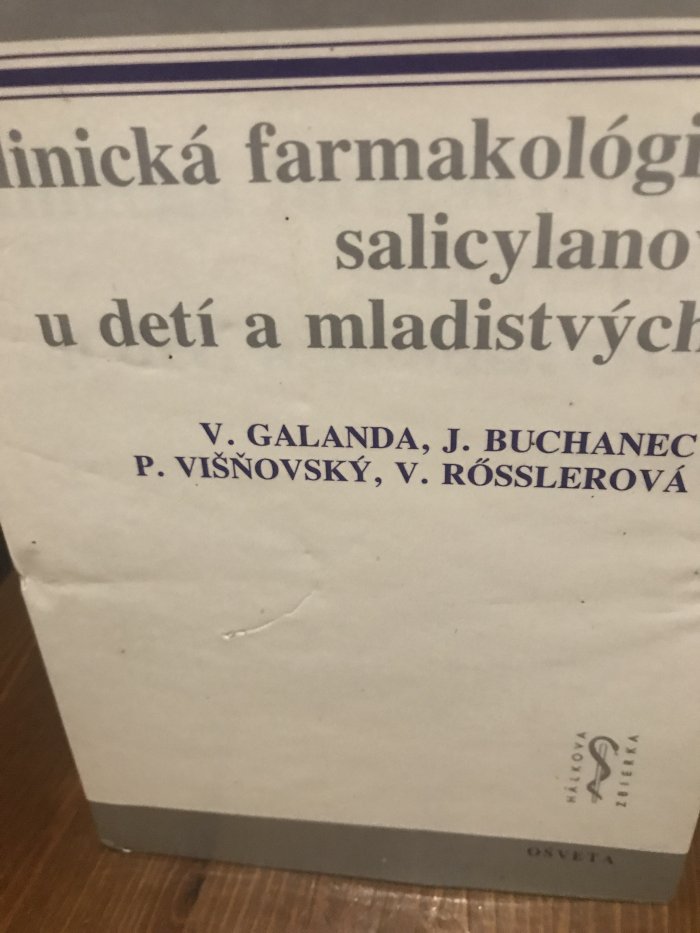 linická farmakológi
salicylano
u detí a mladistvých
V. GALANDA, J. BUCHANEC
P. VIŠŇOVSKÝ, V. RŐSSLEROVÁ
HÁLKOVA
ZBIERKA
OSVETA